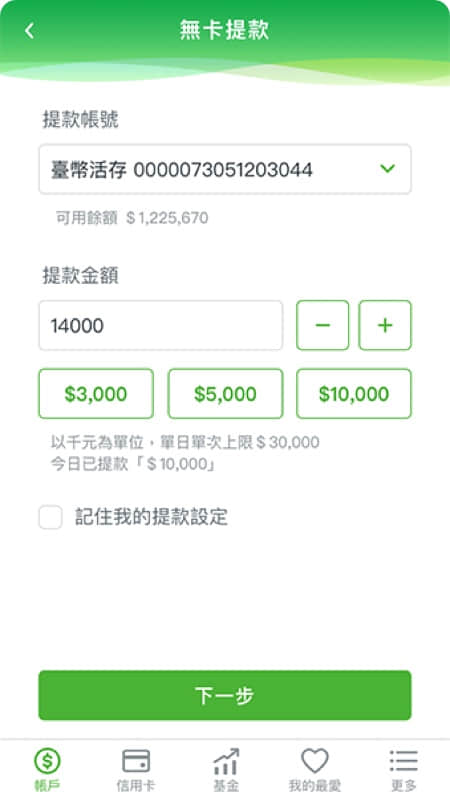 無卡提款
提款帳號
臺幣活存 0000073051203044
可用餘額 $1,225,670
提款金額
14000
− +
$3,000 $5,000 $10,000
以千元為單位，單日單次上限 $30,000
今日已提款「$10,000」
記住我的提款設定
下一步
帳戶 信用卡 基金 我的最愛 更多